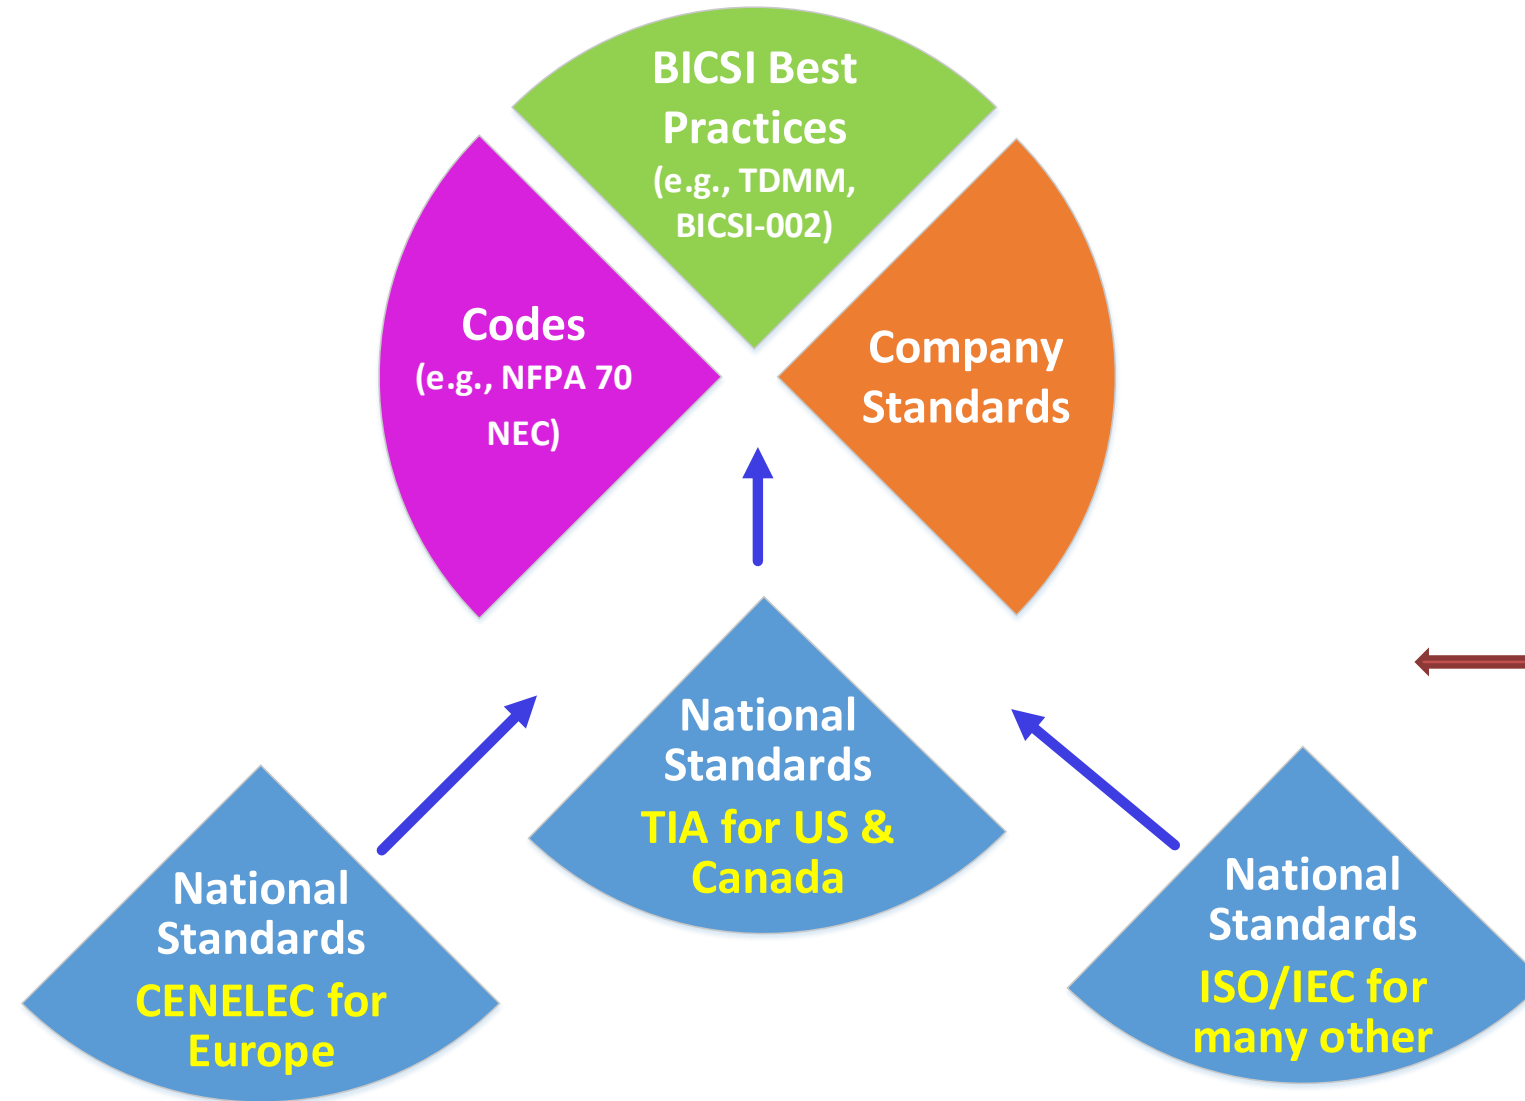 BICSI Best
Practices
(e.g., TDMM,
BICSI-002)
Codes
(e.g., NFPA 70
NEC)
Company
Standards
National
Standards
TIA for US &
Canada
National
Standards
CENELEC for
Europe
National
Standards
ISO/IEC for
many other